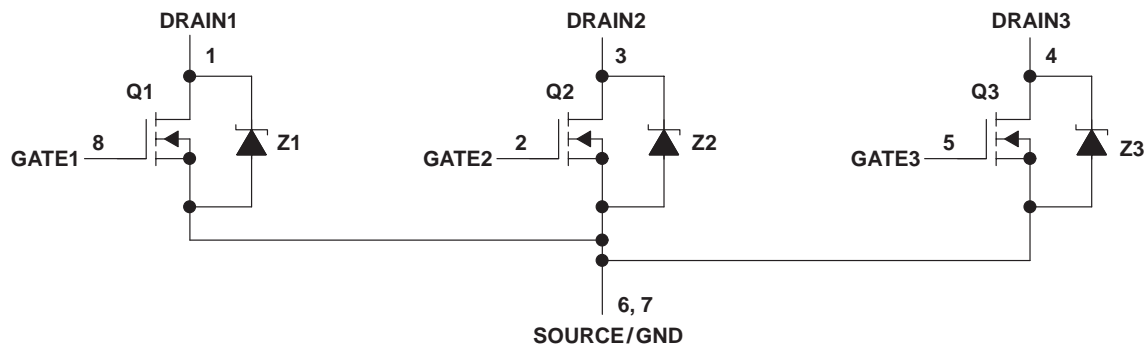 DRAIN1 DRAIN2 DRAIN3
1 3 4
Q1 Q2 Q3
8 Z1 2 Z2 5 Z3
GATE1 GATE2 GATE3
6, 7
SOURCE/GND